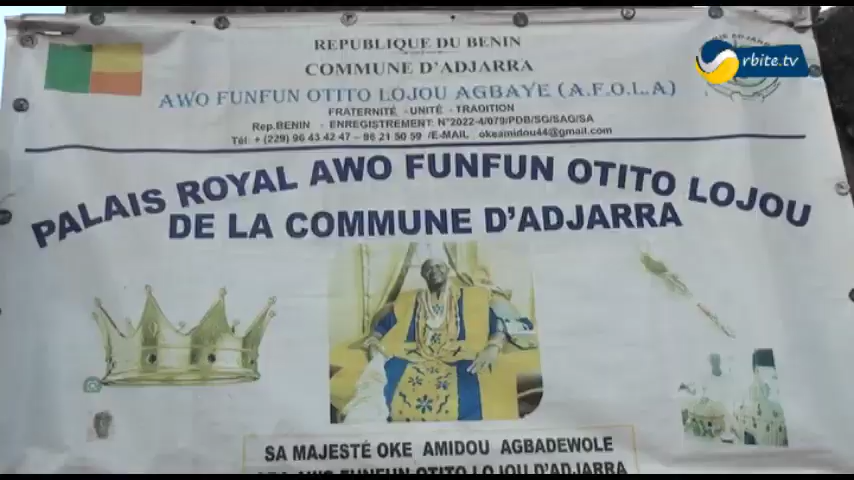 rbite.tv
REPUBLIQUE DU BENIN
COMMUNE D'ADJARRA
AWO FUNFUN OTITO LOJOU AGBAYE (A.F.O.L.A)
FRATERNITÉ - UNITÉ - TRADITION
Rep.BENIN - ENREGISTREMENT: N°2022-4/079/PDB/SG/SAG/SA
Tél: + (229) 96 43 42 47 – 96 21 50 59 /E-MAIL okeamidou44@gmail.com
PALAIS ROYAL AWO FUNFUN OTITO LOJOU
DE LA COMMUNE D'ADJARRA
SA MAJESTÉ OKE AMIDOU AGBADEWOLE
AWO FUNFUN OTITO LOJOU D'ADJARRA